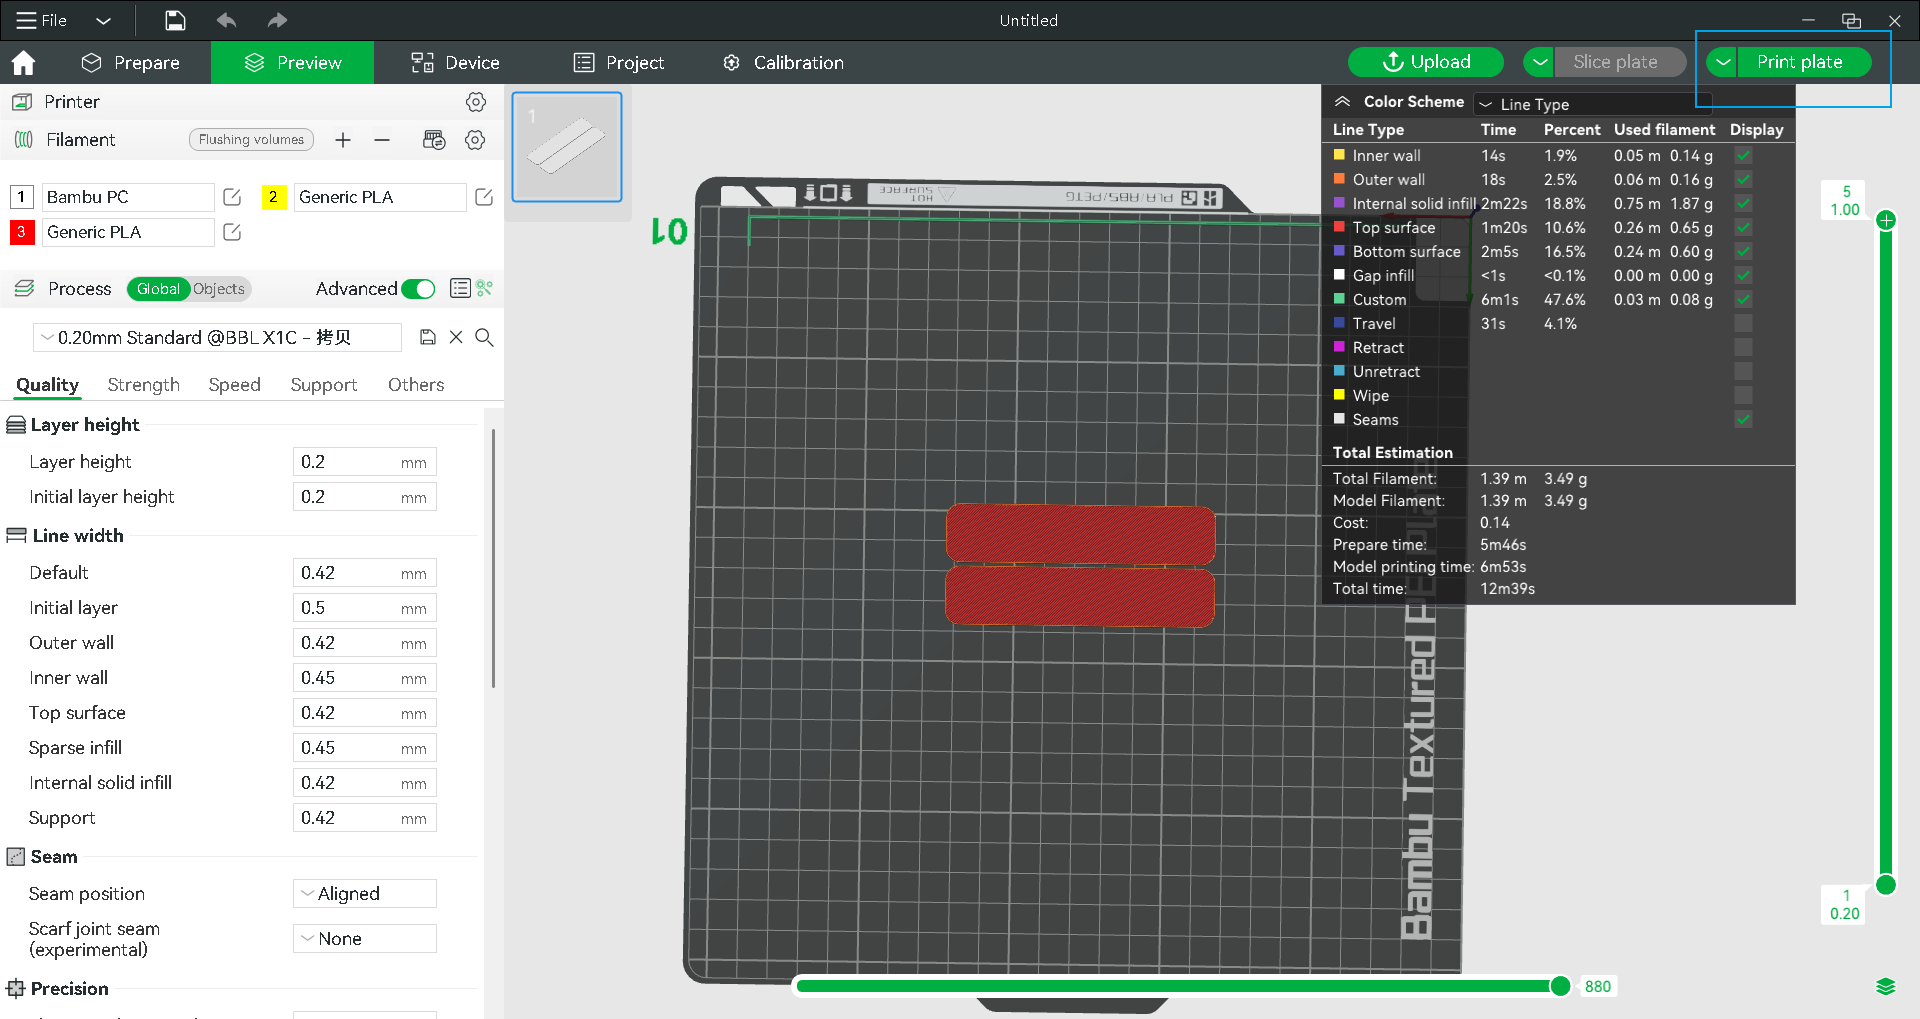 File
Untitled
Prepare
Preview
Device
Project
Calibration
Upload
Slice plate
Print plate
Printer
Filament
Flushing volumes
1 Bambu PC
2 Generic PLA
3 Generic PLA
Process
Global
Objects
Advanced
0.20mm Standard @BBL X1C - 拷贝
Quality
Strength
Speed
Support
Others
Layer height
Layer height 0.2 mm
Initial layer height 0.2 mm
Line width
Default 0.42 mm
Initial layer 0.5 mm
Outer wall 0.42 mm
Inner wall 0.45 mm
Top surface 0.42 mm
Sparse infill 0.45 mm
Internal solid infill 0.42 mm
Support 0.42 mm
Seam
Seam position Aligned
Scarf joint seam
(experimental) None
Precision
1
01
PLA/ABS/PETG
HOT
SURFACE
Bambu Textured PEI Plate
Color Scheme Line Type
Line Type Time Percent Used filament Display
Inner wall 14s 1.9% 0.05 m 0.14 g
Outer wall 18s 2.5% 0.06 m 0.16 g
Internal solid infill 2m22s 18.8% 0.75 m 1.87 g
Top surface 1m20s 10.6% 0.26 m 0.65 g
Bottom surface 2m5s 16.5% 0.24 m 0.60 g
Gap infill <1s <0.1% 0.00 m 0.00 g
Custom 6m1s 47.6% 0.03 m 0.08 g
Travel 31s 4.1%
Retract
Unretract
Wipe
Seams
Total Estimation
Total Filament: 1.39 m 3.49 g
Model Filament: 1.39 m 3.49 g
Cost: 0.14
Prepare time: 5m46s
Model printing time: 6m53s
Total time: 12m39s
5
1.00
1
0.20
880